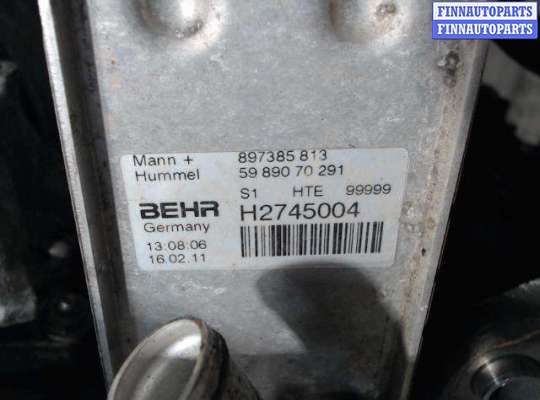 FINNAUTOPARTS
FINNAUTOPARTS
Mann + 897385 813
Hummel 59 890 70 291
S1 HTE 99999
BEHR H2745004
Germany
13:08:06
16.02.11